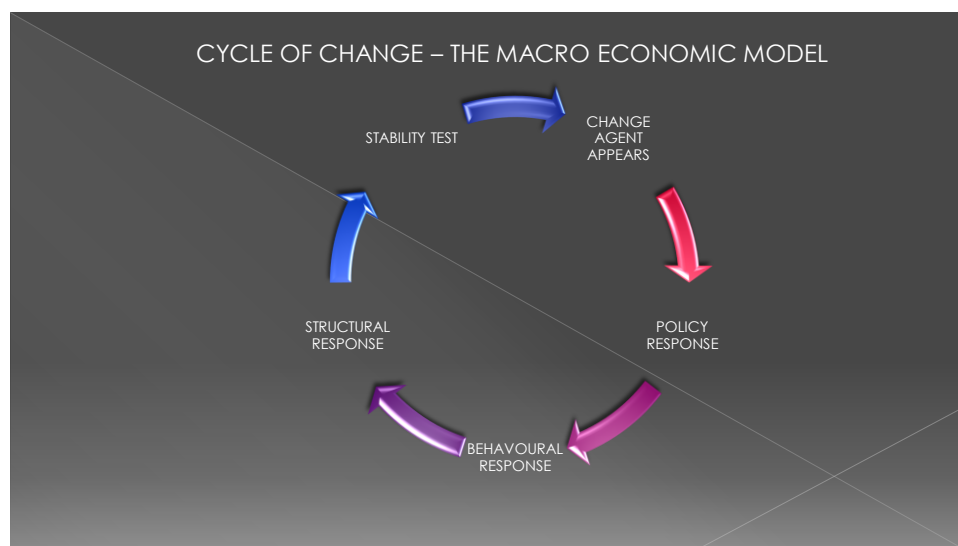 CYCLE OF CHANGE – THE MACRO ECONOMIC MODEL
STABILITY TEST
CHANGE
AGENT
APPEARS
POLICY
RESPONSE
BEHAVOURAL
RESPONSE
STRUCTURAL
RESPONSE